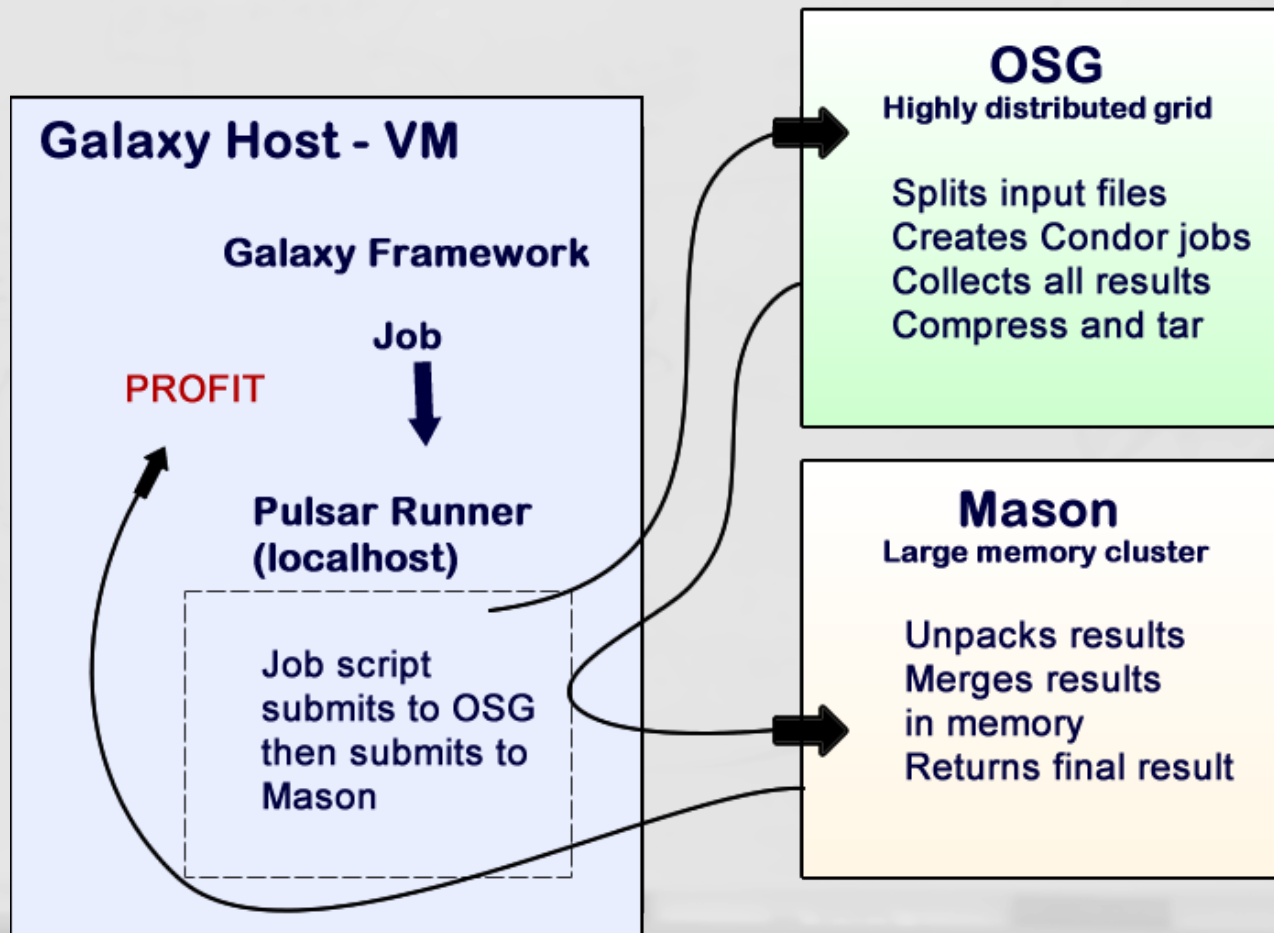 Galaxy Host - VM
Galaxy Framework
Job
PROFIT
Pulsar Runner
(localhost)
Job script
submits to OSG
then submits to
Mason
OSG
Highly distributed grid
Splits input files
Creates Condor jobs
Collects all results
Compress and tar
Mason
Large memory cluster
Unpacks results
Merges results
in memory
Returns final result